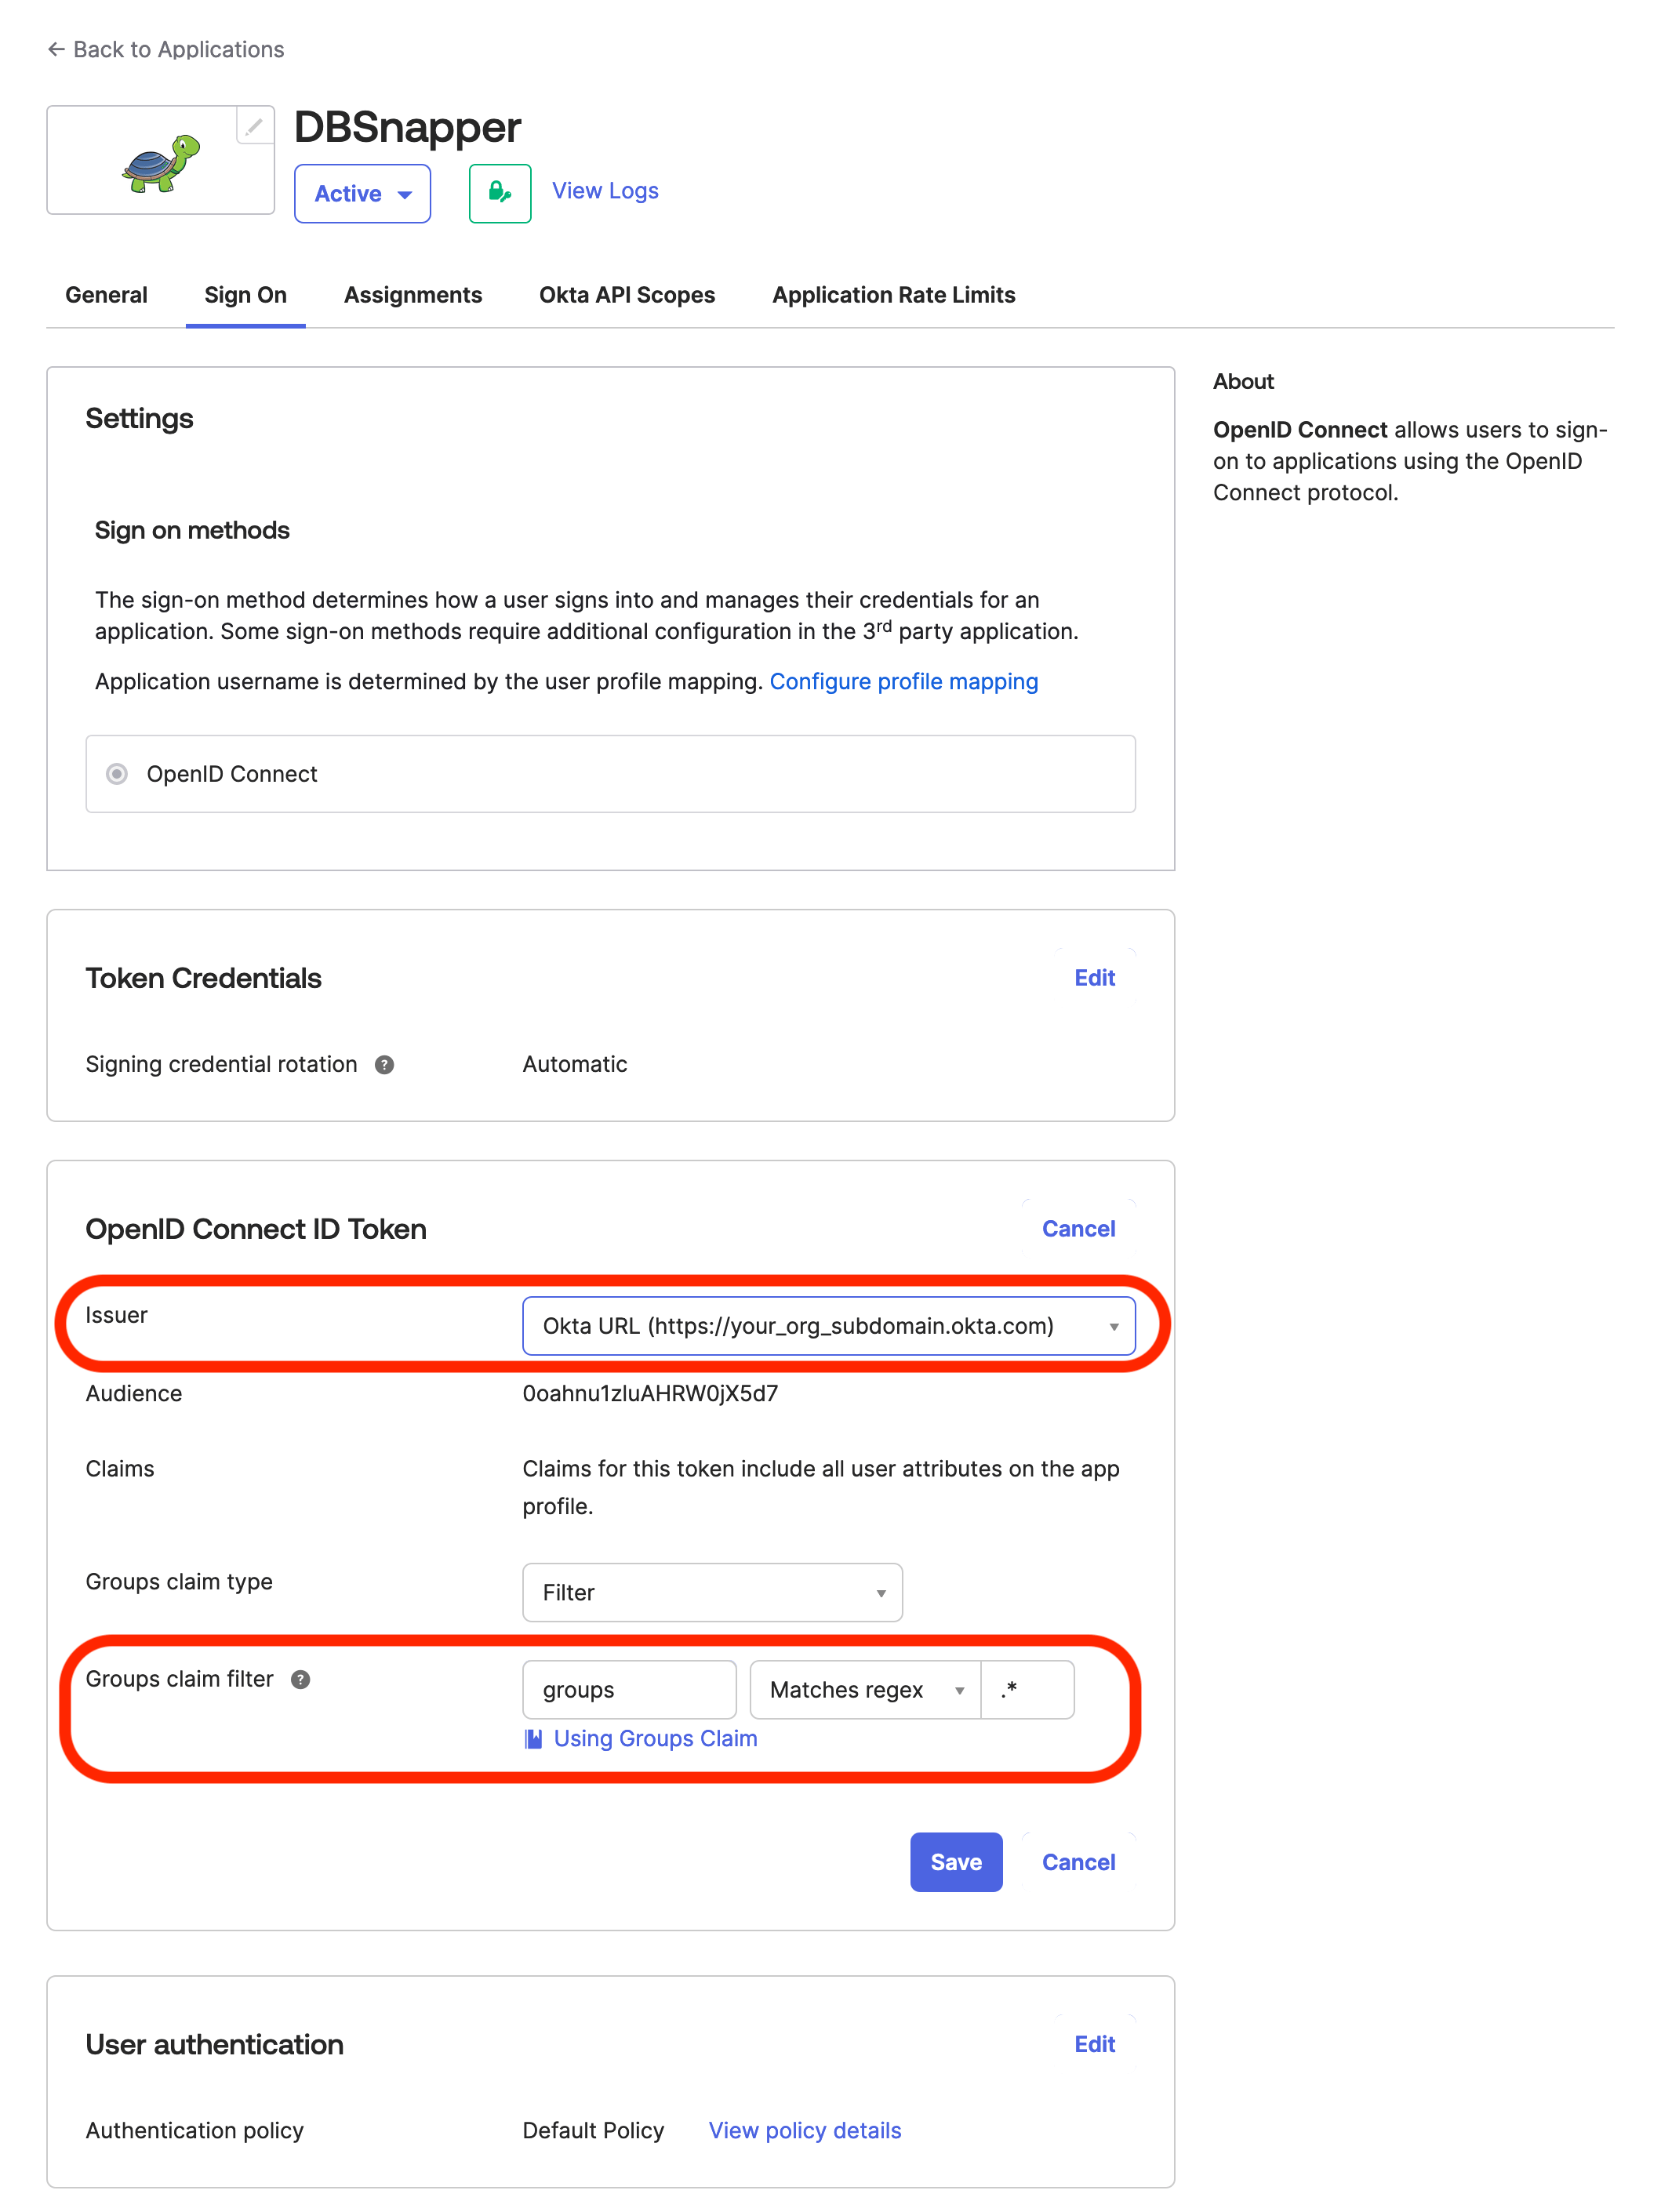 ← Back to Applications
DBSnapper
Active
View Logs
General
Sign On
Assignments
Okta API Scopes
Application Rate Limits
Settings
Sign on methods
The sign-on method determines how a user signs into and manages their credentials for an
application. Some sign-on methods require additional configuration in the 3rd party application.
Application username is determined by the user profile mapping. Configure profile mapping
OpenID Connect
About
OpenID Connect allows users to sign-
on to applications using the OpenID
Connect protocol.
Token Credentials
Edit
Signing credential rotation ?
Automatic
OpenID Connect ID Token
Cancel
Issuer
Okta URL (https://your_org_subdomain.okta.com)
Audience
0oahnu1zluAHRW0jX5d7
Claims
Claims for this token include all user attributes on the app
profile.
Groups claim type
Filter
Groups claim filter ?
groups
Matches regex
.*
Using Groups Claim
Save
Cancel
User authentication
Edit
Authentication policy
Default Policy
View policy details